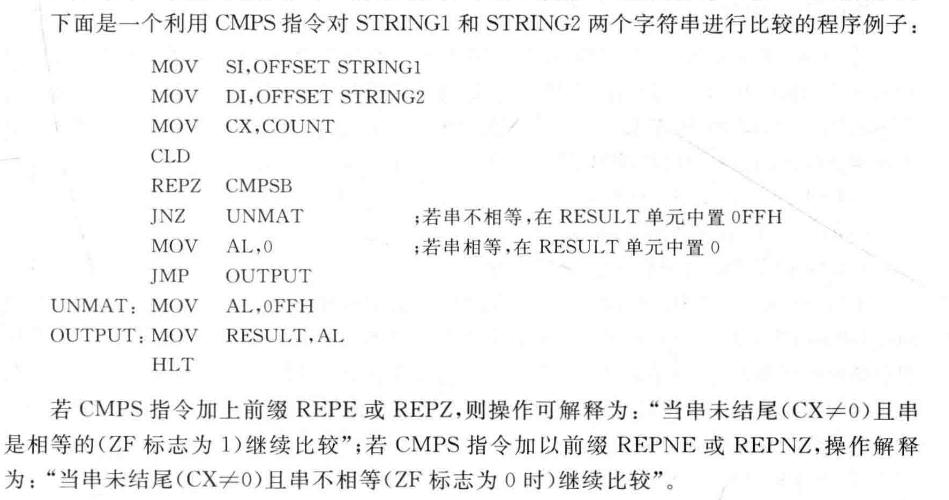 下面是一个利用 CMPS 指令对 STRING1 和 STRING2 两个字符串进行比较的程序例子：
MOV SI,OFFSET STRING1
MOV DI,OFFSET STRING2
MOV CX,COUNT
CLD
REPZ CMPSB
JNZ UNMAT ;若串不相等,在 RESULT 单元中置 0FFH
MOV AL,0 ;若串相等,在 RESULT 单元中置 0
JMP OUTPUT
UNMAT: MOV AL,0FFH
OUTPUT: MOV RESULT,AL
HLT
若 CMPS 指令加上前缀 REPE 或 REPZ,则操作可解释为：“当串未结尾(CX≠0)且串
是相等的(ZF 标志为 1)继续比较”;若 CMPS 指令加以前缀 REPNE 或 REPNZ,操作解释
为：“当串未结尾(CX≠0)且串不相等(ZF 标志为 0 时)继续比较”。